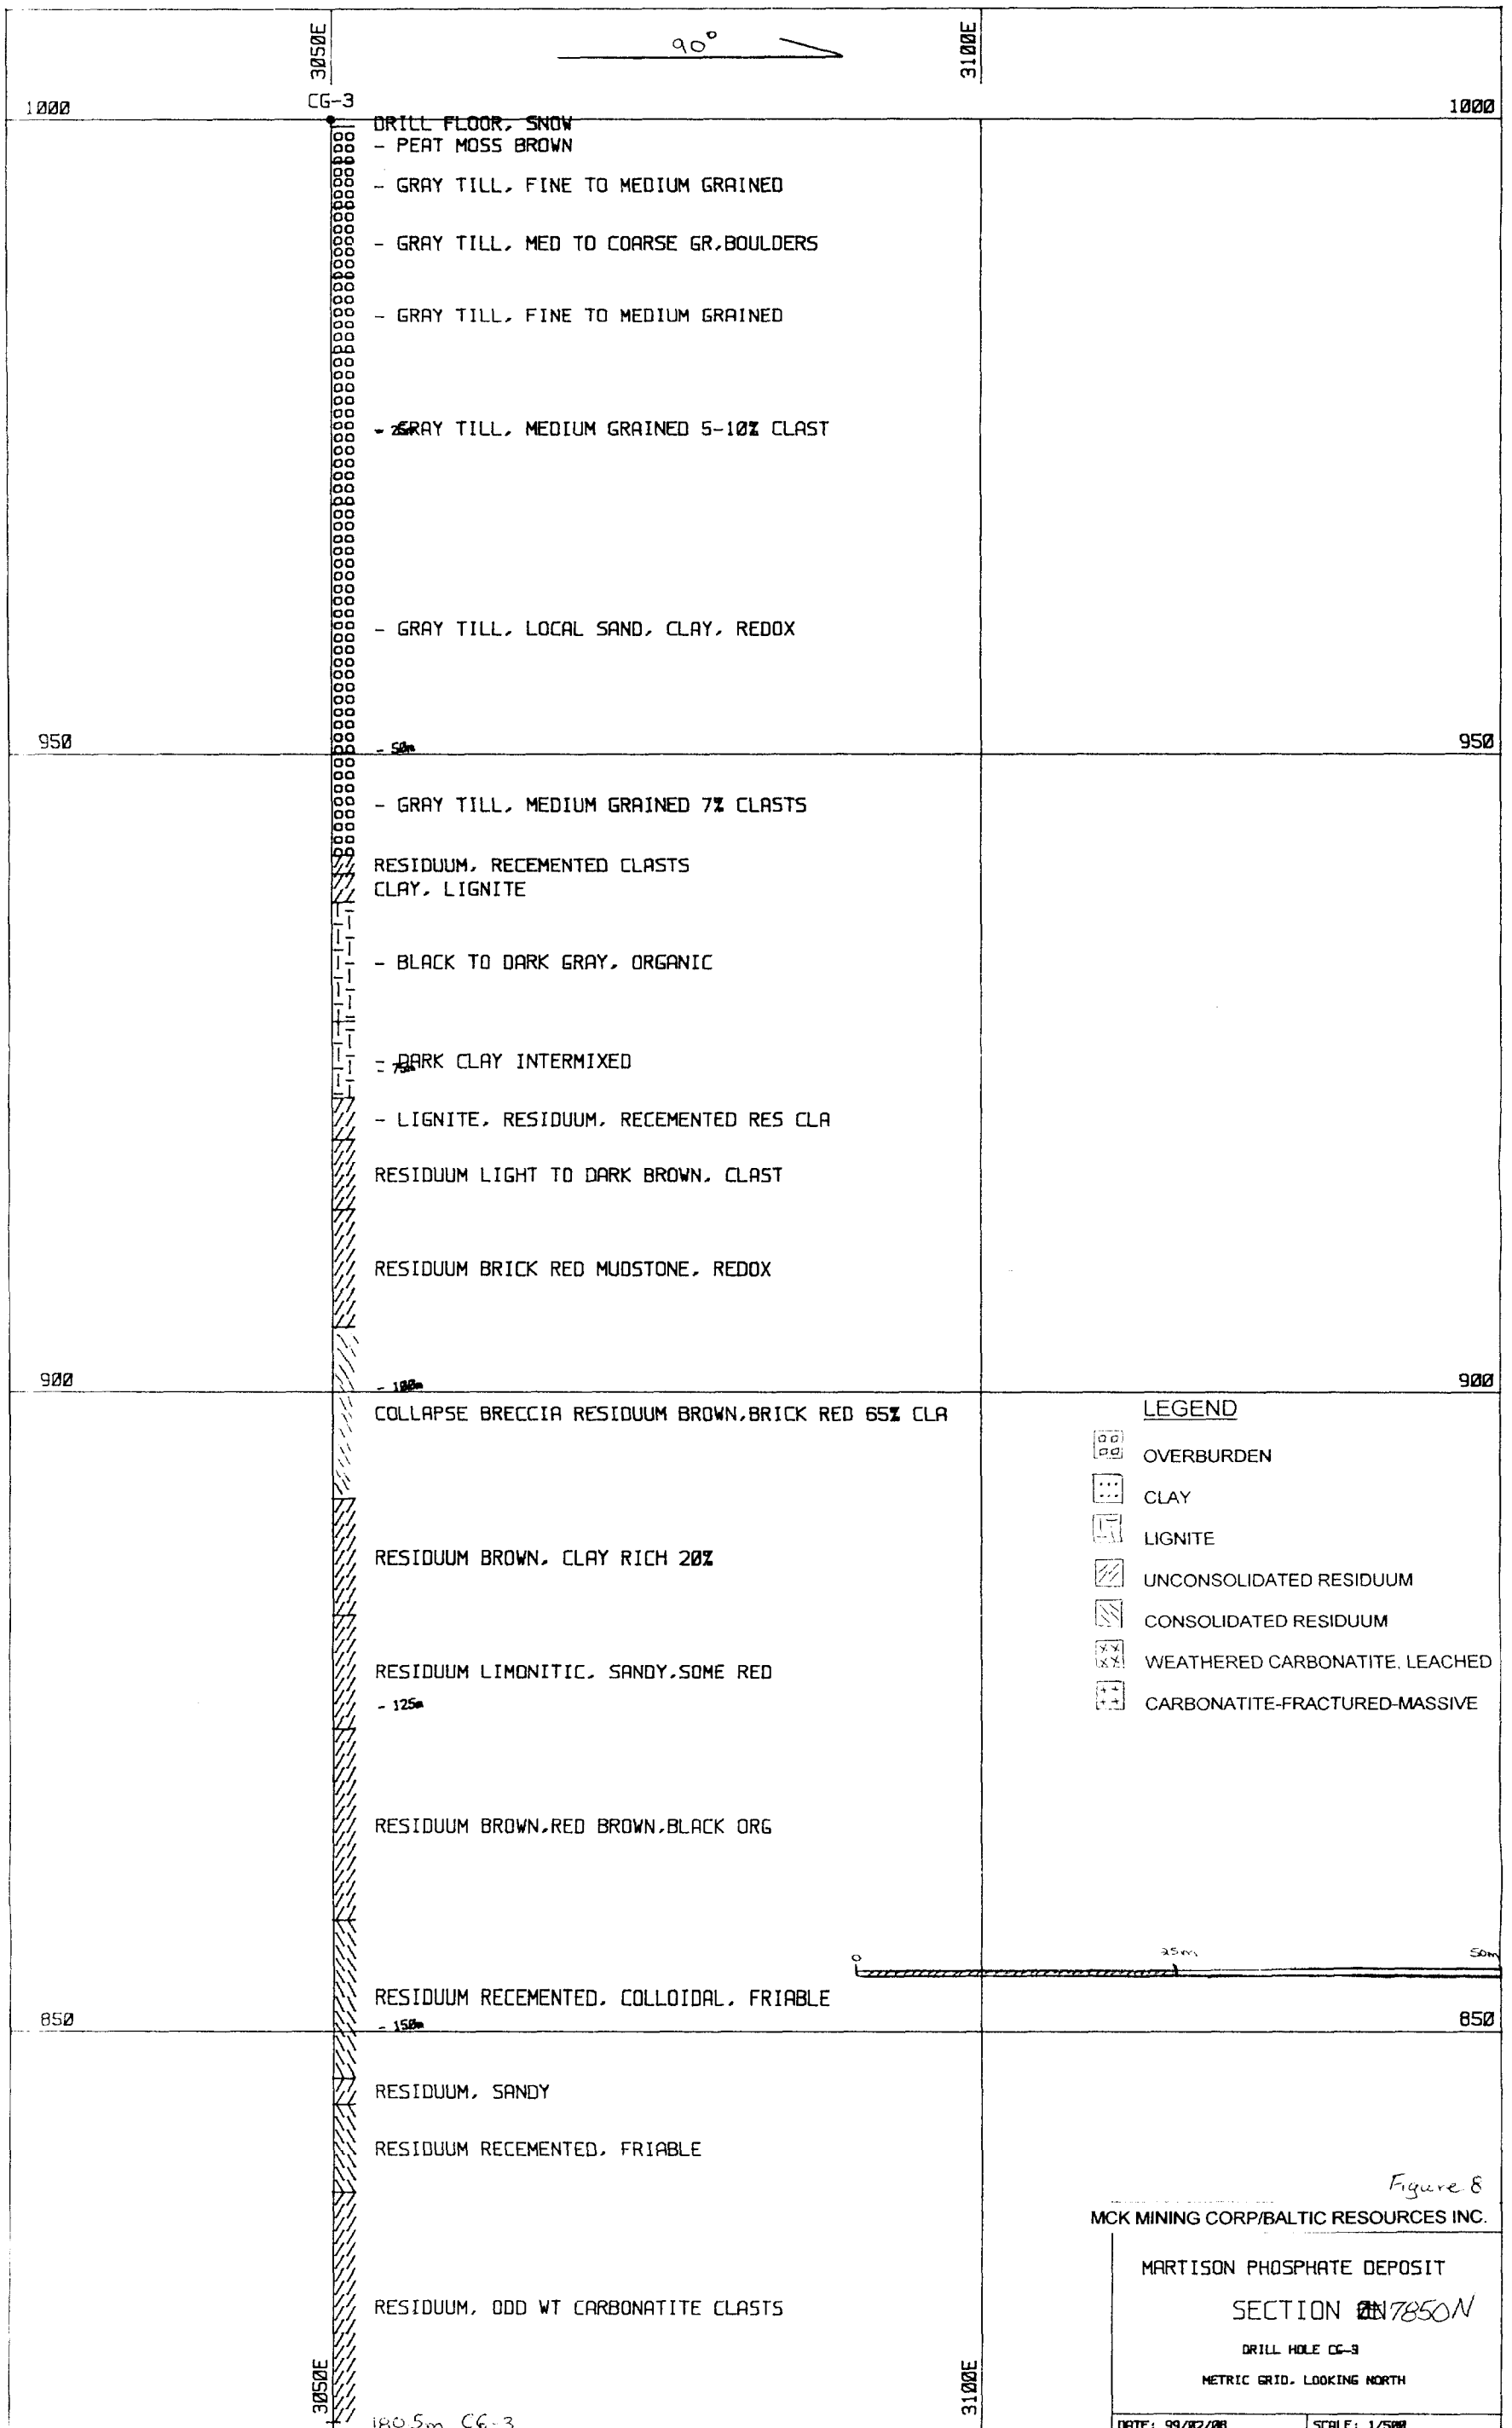 3050E
90°
3100E
CG-3
1000
1000
DRILL FLOOR, SNOW
- PEAT MOSS BROWN
- GRAY TILL, FINE TO MEDIUM GRAINED
- GRAY TILL, MED TO COARSE GR,BOULDERS
- GRAY TILL, FINE TO MEDIUM GRAINED
- 25m
- GRAY TILL, MEDIUM GRAINED 5-10% CLAST
- GRAY TILL, LOCAL SAND, CLAY, REDOX
950
- 50m
950
- GRAY TILL, MEDIUM GRAINED 7% CLASTS
RESIDUUM, RECEMENTED CLASTS
CLAY, LIGNITE
- BLACK TO DARK GRAY, ORGANIC
- DARK CLAY INTERMIXED
- 75m
- LIGNITE, RESIDUUM, RECEMENTED RES CLA
RESIDUUM LIGHT TO DARK BROWN, CLAST
RESIDUUM BRICK RED MUDSTONE, REDOX
900
- 100m
900
COLLAPSE BRECCIA RESIDUUM BROWN,BRICK RED 65% CLA
LEGEND
OVERBURDEN
CLAY
LIGNITE
UNCONSOLIDATED RESIDUUM
CONSOLIDATED RESIDUUM
WEATHERED CARBONATITE, LEACHED
CARBONATITE-FRACTURED-MASSIVE
RESIDUUM BROWN, CLAY RICH 20%
RESIDUUM LIMONITIC, SANDY,SOME RED
- 125m
RESIDUUM BROWN,RED BROWN,BLACK ORG
0 25m 50m
RESIDUUM RECEMENTED, COLLOIDAL, FRIABLE
850
- 150m
850
RESIDUUM, SANDY
RESIDUUM RECEMENTED, FRIABLE
RESIDUUM, ODD WT CARBONATITE CLASTS
3050E
180.5m CG-3
3100E
Figure 8
MCK MINING CORP/BALTIC RESOURCES INC.
MARTISON PHOSPHATE DEPOSIT
SECTION 7850N
DRILL HOLE CG-3
METRIC GRID, LOOKING NORTH
DATE: 99/02/08
SCALE: 1/500